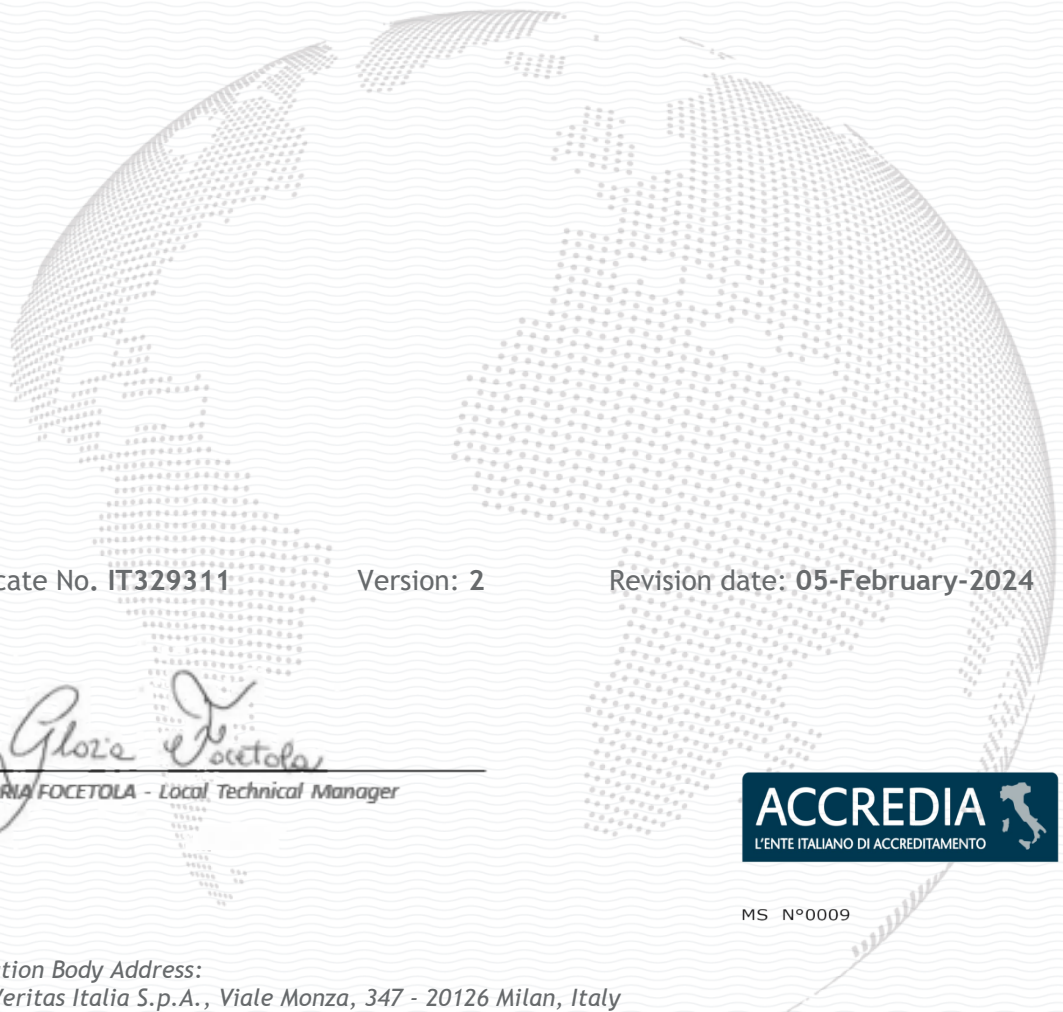 cate No. IT329311 Version: 2 Revision date: 05-February-2024
Gloria Focetola
RIA FOCETOLA - Local Technical Manager
ACCREDIA
L'ENTE ITALIANO DI ACCREDITAMENTO
MS N°0009
tion Body Address:
Veritas Italia S.p.A., Viale Monza, 347 - 20126 Milan, Italy